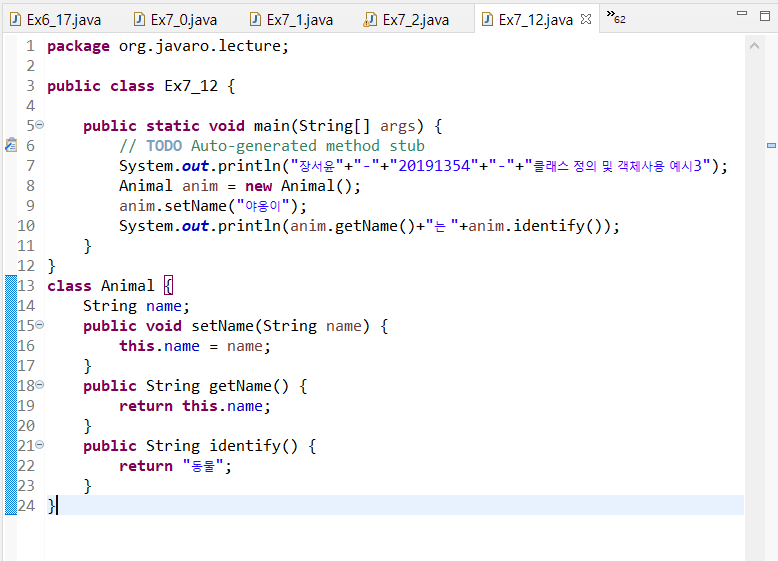 Ex6_17.java Ex7_0.java Ex7_1.java Ex7_2.java Ex7_12.java »62
1 package org.javaro.lecture;
2
3 public class Ex7_12 {
4
5 public static void main(String[] args) {
6 // TODO Auto-generated method stub
7 System.out.println("장서윤"+"-"+"20191354"+"-"+"클래스 정의 및 객체사용 예시3");
8 Animal anim = new Animal();
9 anim.setName("야옹이");
10 System.out.println(anim.getName()+"는 "+anim.identify());
11 }
12 }
13 class Animal {
14 String name;
15 public void setName(String name) {
16 this.name = name;
17 }
18 public String getName() {
19 return this.name;
20 }
21 public String identify() {
22 return "동물";
23 }
24 }